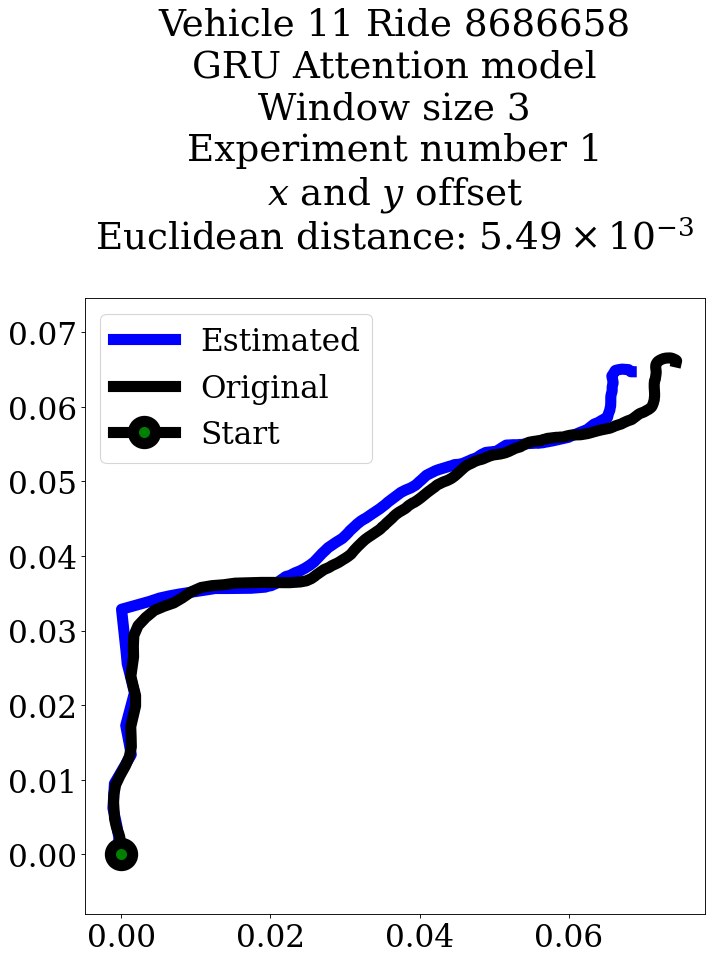 Vehicle 11 Ride 8686658
GRU Attention model
Window size 3
Experiment number 1
x and y offset
Euclidean distance: 5.49 × 10⁻³
Estimated
Original
Start
0.07
0.06
0.05
0.04
0.03
0.02
0.01
0.00
0.00 0.02 0.04 0.06